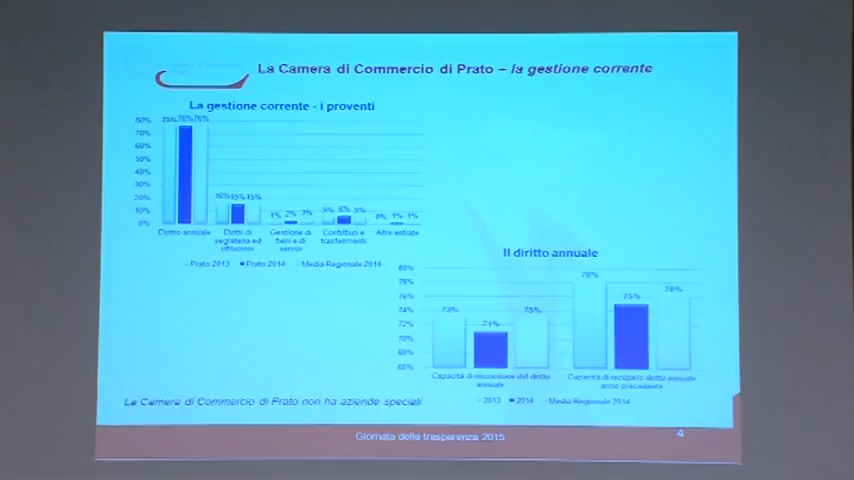 La Camera di Commercio di Prato – la gestione corrente
La gestione corrente - i proventi
80%
70%
60%
50%
40%
30%
20%
10%
0%
76% 76%
16% 15% 15%
1% 2% 3%
5% 6% 5%
0% 1% 1%
Diritto annuale
Diritti di segreteria ed oblazioni
Gestione di beni e di servizi
Contributi e trasferimenti
Altre entrate
Prato 2013
Prato 2014
Media Regionale 2014
Il diritto annuale
80%
78%
76%
74%
72%
70%
68%
66%
73%
71%
73%
78%
75%
76%
Capacità di riscossione del diritto
annuale
Capacità di recupero diritto annuale
anno precedente
2013
2014
Media Regionale 2014
La Camera di Commercio di Prato non ha aziende speciali
Giornata della trasparenza 2015
4